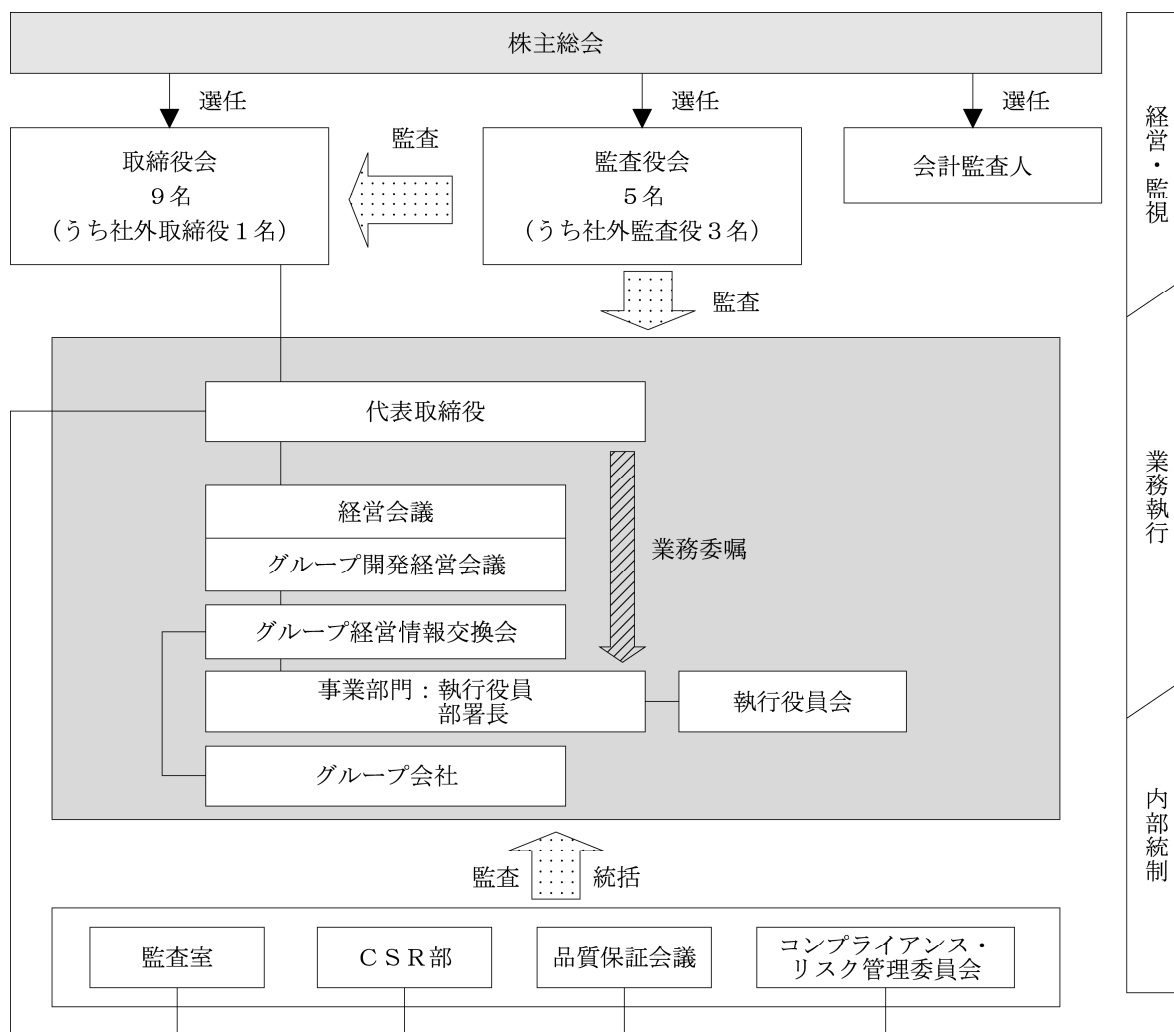 株主総会
選任
選任
選任
取締役会
9名
(うち社外取締役1名)
監査
監査役会
5名
(うち社外監査役3名)
会計監査人
監査
代表取締役
経営会議
グループ開発経営会議
業務委嘱
グループ経営情報交換会
事業部門:執行役員
部署長
執行役員会
グループ会社
監査
統括
監査室
CSR部
品質保証会議
コンプライアンス・
リスク管理委員会
経営・監視
業務執行
内部統制